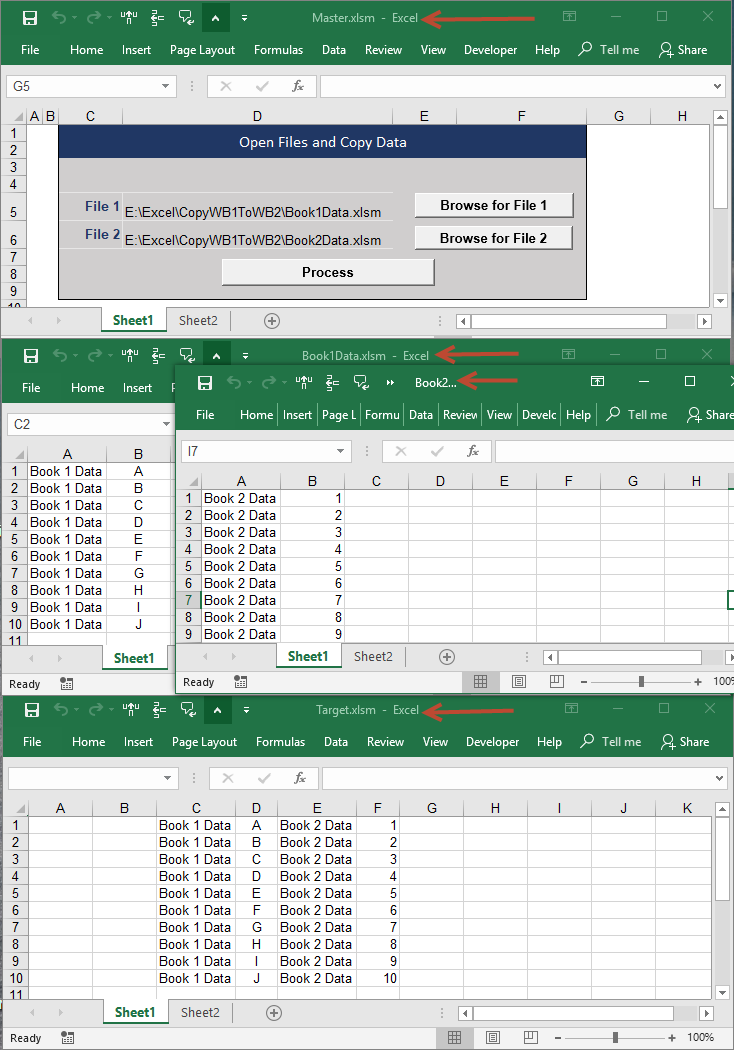 Master.xlsm - Excel
File Home Insert Page Layout Formulas Data Review View Developer Help Tell me Share
G5 fx
A B C D E F G H
1 Open Files and Copy Data
2
3
4
5 File 1 E:\Excel\CopyWB1ToWB2\Book1Data.xlsm Browse for File 1
6 File 2 E:\Excel\CopyWB1ToWB2\Book2Data.xlsm Browse for File 2
7
8 Process
9
10
Sheet1 Sheet2
Book1Data.xlsm - Excel
File Home Insert
C2
A B
1 Book 1 Data A
2 Book 1 Data B
3 Book 1 Data C
4 Book 1 Data D
5 Book 1 Data E
6 Book 1 Data F
7 Book 1 Data G
8 Book 1 Data H
9 Book 1 Data I
10 Book 1 Data J
11
Sheet1
Ready
Book2...
File Home Insert Page L Formu Data Review View Develc Help Tell me Share
I7 fx
A B C D E F G H
1 Book 2 Data 1
2 Book 2 Data 2
3 Book 2 Data 3
4 Book 2 Data 4
5 Book 2 Data 5
6 Book 2 Data 6
7 Book 2 Data 7
8 Book 2 Data 8
9 Book 2 Data 9
Sheet1 Sheet2
Ready 100%
Target.xlsm - Excel
File Home Insert Page Layout Formulas Data Review View Developer Help Tell me Share
fx
A B C D E F G H I J K
1 Book 1 Data A Book 2 Data 1
2 Book 1 Data B Book 2 Data 2
3 Book 1 Data C Book 2 Data 3
4 Book 1 Data D Book 2 Data 4
5 Book 1 Data E Book 2 Data 5
6 Book 1 Data F Book 2 Data 6
7 Book 1 Data G Book 2 Data 7
8 Book 1 Data H Book 2 Data 8
9 Book 1 Data I Book 2 Data 9
10 Book 1 Data J Book 2 Data 10
11
Sheet1 Sheet2
Ready 100%